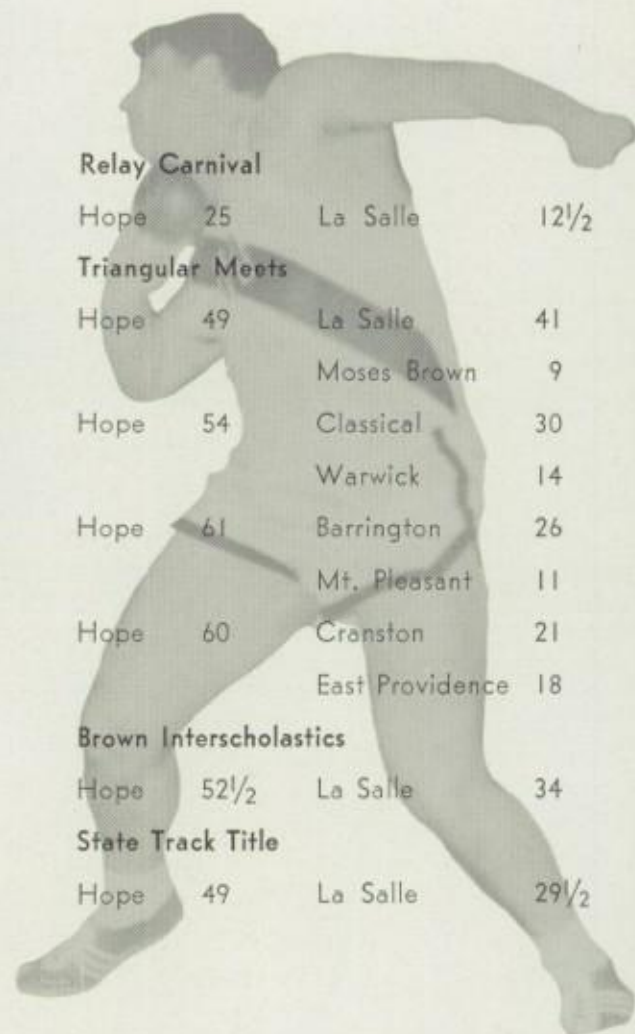 Relay Carnival
Hope 25 La Salle 12½
Triangular Meets
Hope 49 La Salle 41
Moses Brown 9
Hope 54 Classical 30
Warwick 14
Hope 61 Barrington 26
Mt. Pleasant 11
Hope 60 Cranston 21
East Providence 18
Brown Interscholastics
Hope 52½ La Salle 34
State Track Title
Hope 49 La Salle 29½